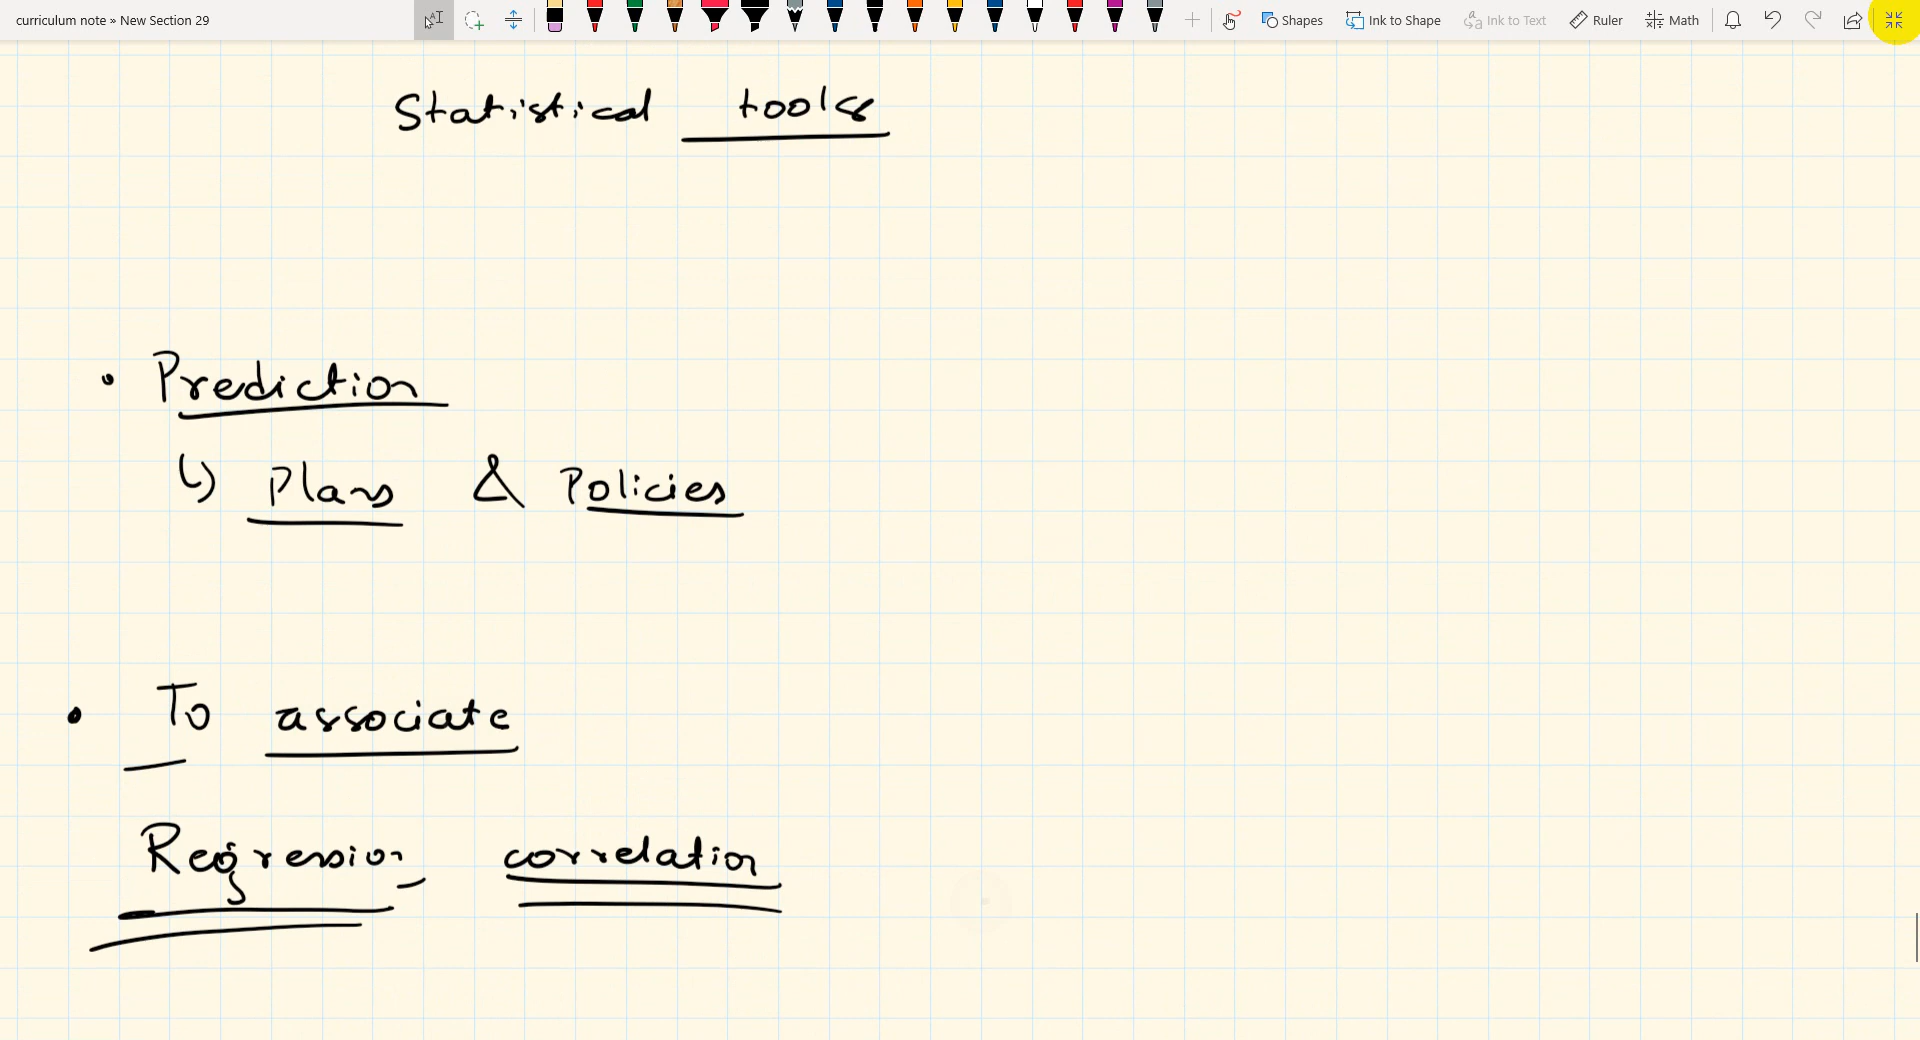 curriculum note » New Section 29
Shapes Ink to Shape Ink to Text Ruler Math
Statistical tools
• Prediction
↳ Plans & Policies
• To associate
Regression, correlation